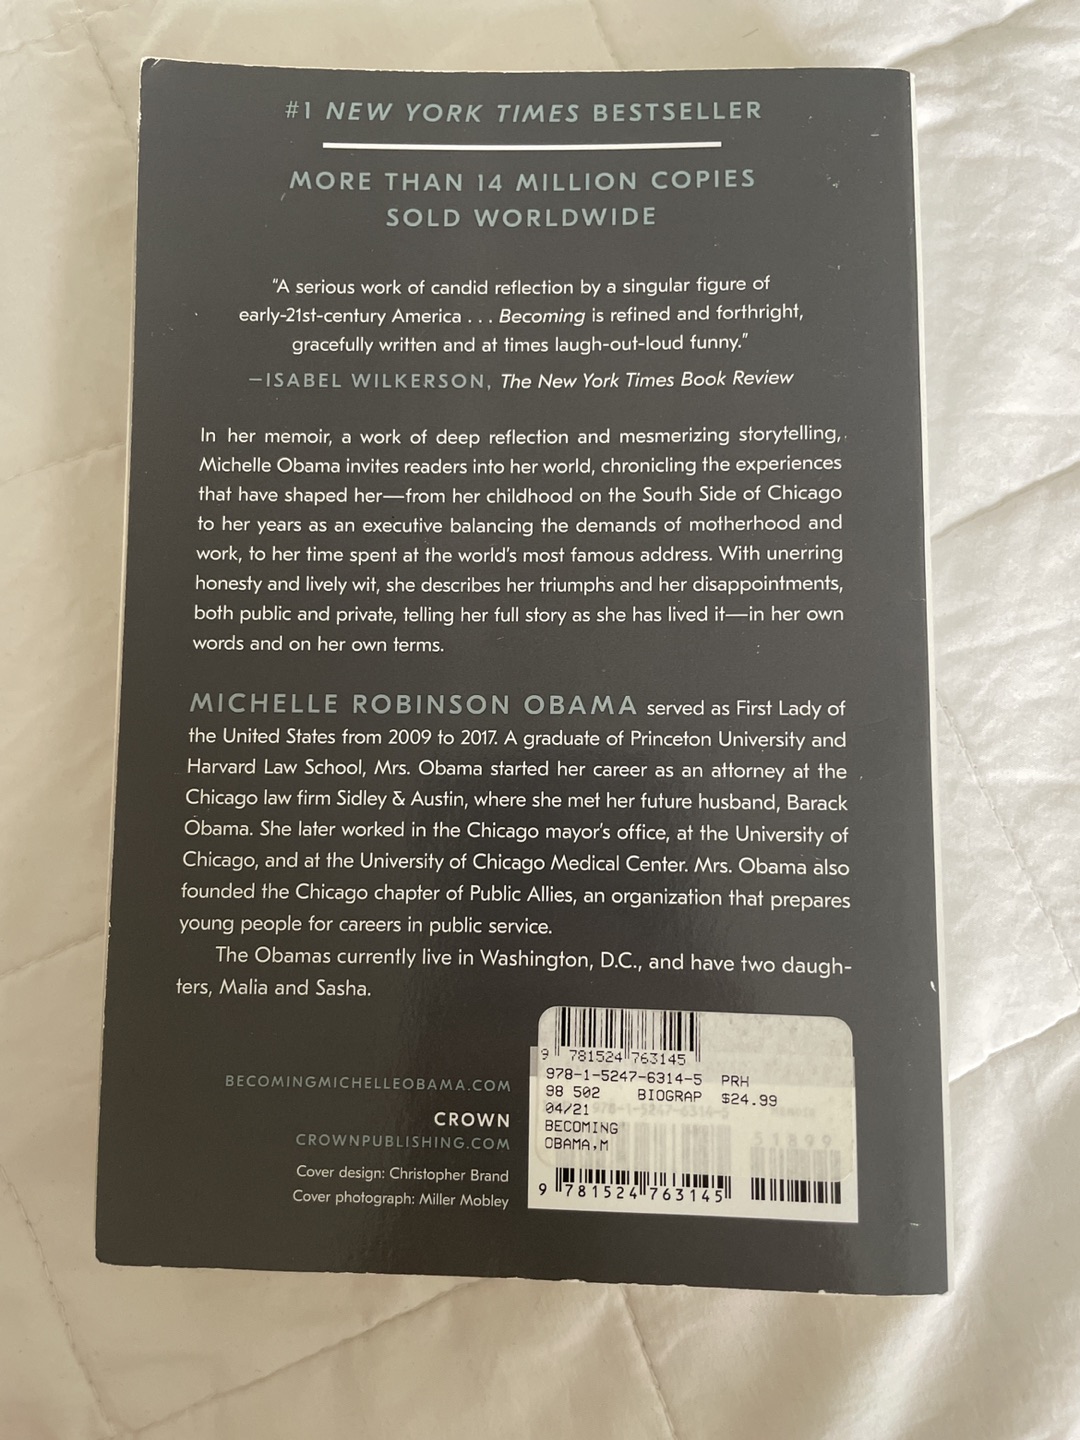 #1 NEW YORK TIMES BESTSELLER
MORE THAN 14 MILLION COPIES
SOLD WORLDWIDE
"A serious work of candid reflection by a singular figure of
early-21st-century America . . . Becoming is refined and forthright,
gracefully written and at times laugh-out-loud funny."
—ISABEL WILKERSON, The New York Times Book Review
In her memoir, a work of deep reflection and mesmerizing storytelling,
Michelle Obama invites readers into her world, chronicling the experiences
that have shaped her—from her childhood on the South Side of Chicago
to her years as an executive balancing the demands of motherhood and
work, to her time spent at the world's most famous address. With unerring
honesty and lively wit, she describes her triumphs and her disappointments,
both public and private, telling her full story as she has lived it—in her own
words and on her own terms.
MICHELLE ROBINSON OBAMA served as First Lady of
the United States from 2009 to 2017. A graduate of Princeton University and
Harvard Law School, Mrs. Obama started her career as an attorney at the
Chicago law firm Sidley & Austin, where she met her future husband, Barack
Obama. She later worked in the Chicago mayor's office, at the University of
Chicago, and at the University of Chicago Medical Center. Mrs. Obama also
founded the Chicago chapter of Public Allies, an organization that prepares
young people for careers in public service.
The Obamas currently live in Washington, D.C., and have two daugh-
ters, Malia and Sasha.
BECOMINGMICHELLEOBAMA.COM
CROWN
CROWNPUBLISHING.COM
Cover design: Christopher Brand
Cover photograph: Miller Mobley
9 781524 763145
978-1-5247-6314-5 PRH
98 502 BIOGRAP $24.99
04/21 978-1-5247-6314-5
BECOMING
OBAMA,M
51899
9 781524 763145